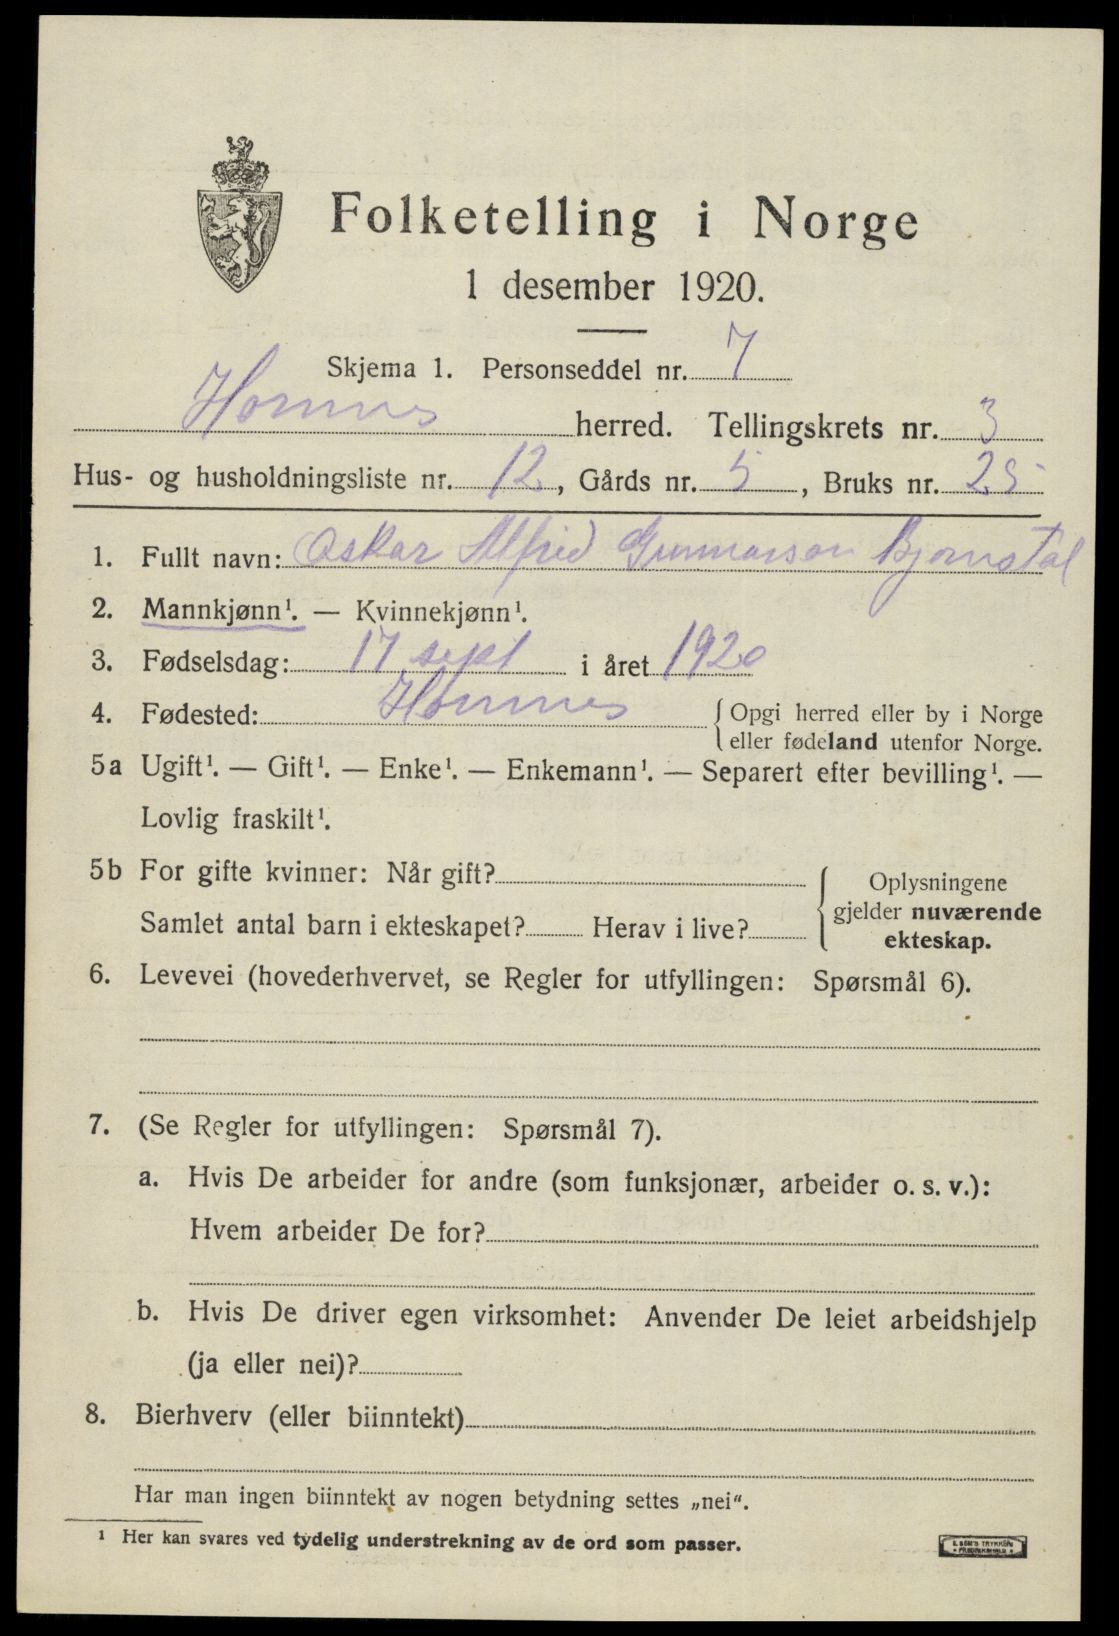 Folketelling i Norge
1 desember 1920.
Skjema 1. Personseddel nr. 7
Hornnes herred. Tellingskrets nr. 3
Hus- og husholdningsliste nr. 12, Gårds nr. 5, Bruks nr. 25
1. Fullt navn: Oskar Alfred Gunnarson Bjornstøl
2. Mannkjønn¹. — Kvinnekjønn¹.
3. Fødselsdag: 17 sept i året 1920
4. Fødested: Hornnes { Opgi herred eller by i Norge
eller fødeland utenfor Norge.
5a Ugift¹. — Gift¹. — Enke¹. — Enkemann¹. — Separert efter bevilling¹. —
Lovlig fraskilt¹.
5b For gifte kvinner: Når gift?
Samlet antal barn i ekteskapet? Herav i live?
{ Oplysningene
gjelder nuværende
ekteskap.
6. Levevei (hovederhvervet, se Regler for utfyllingen: Spørsmål 6).
7. (Se Regler for utfyllingen: Spørsmål 7).
a. Hvis De arbeider for andre (som funksjonær, arbeider o. s. v.):
Hvem arbeider De for?
b. Hvis De driver egen virksomhet: Anvender De leiet arbeidshjelp
(ja eller nei)?
8. Bierhverv (eller biinntekt)
Har man ingen biinntekt av nogen betydning settes „nei“.
¹ Her kan svares ved tydelig understrekning av de ord som passer.